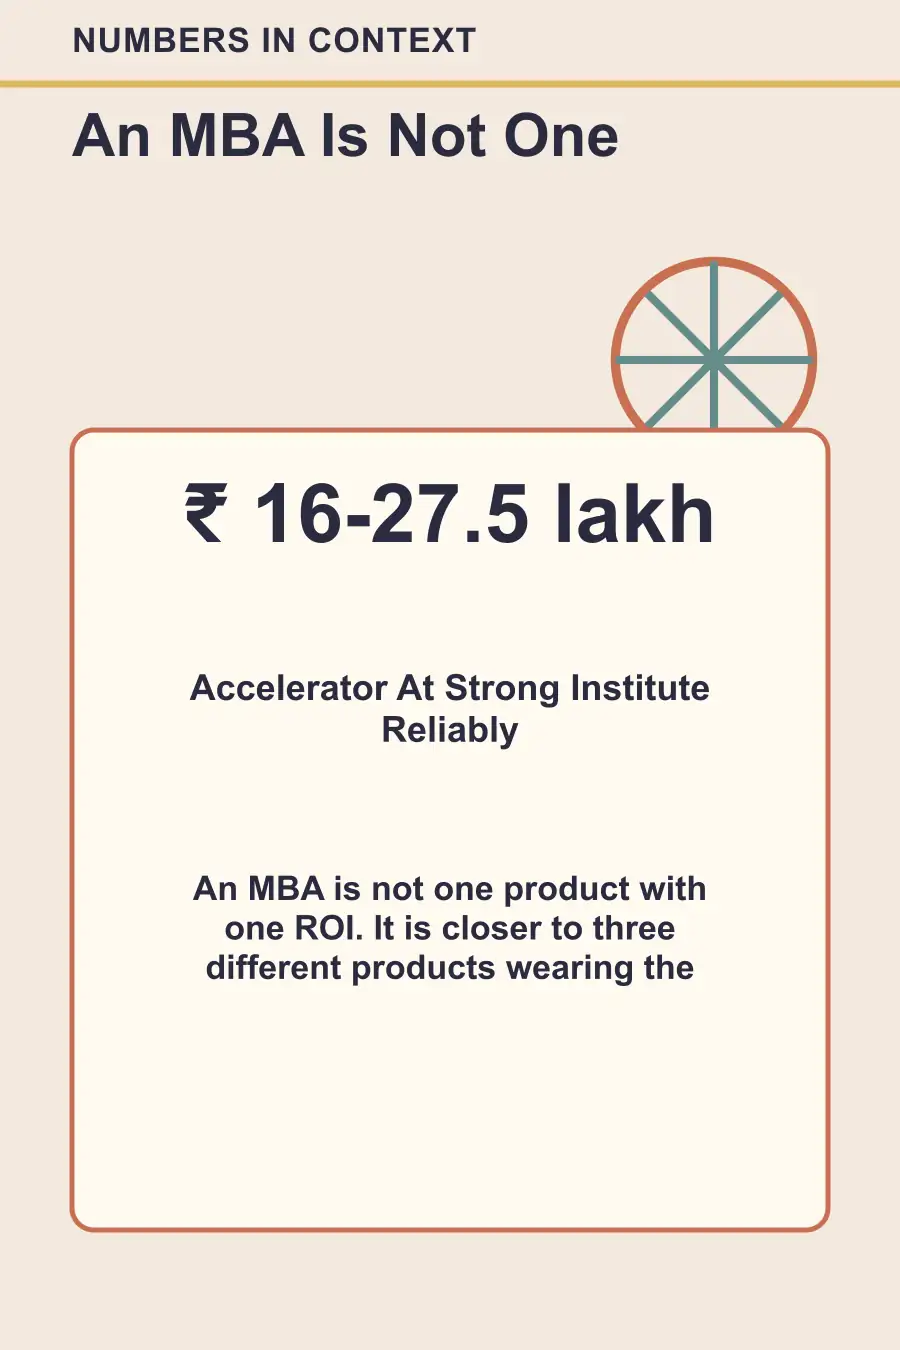 NUMBERS IN CONTEXT
An MBA Is Not One
₹ 16-27.5 lakh
Accelerator At Strong Institute
Reliably
An MBA is not one product with
one ROI. It is closer to three
different products wearing the